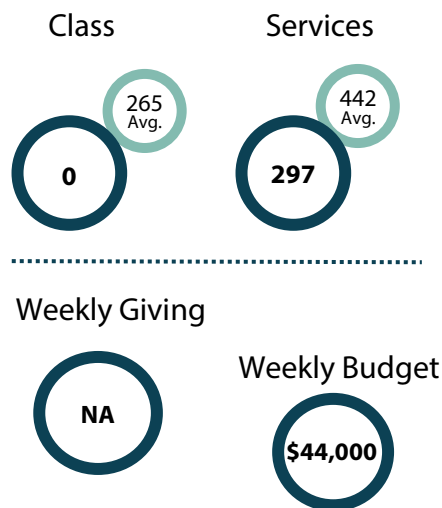 Class
265
Avg.
0
Services
442
Avg.
297
Weekly Giving
NA
Weekly Budget
$44,000